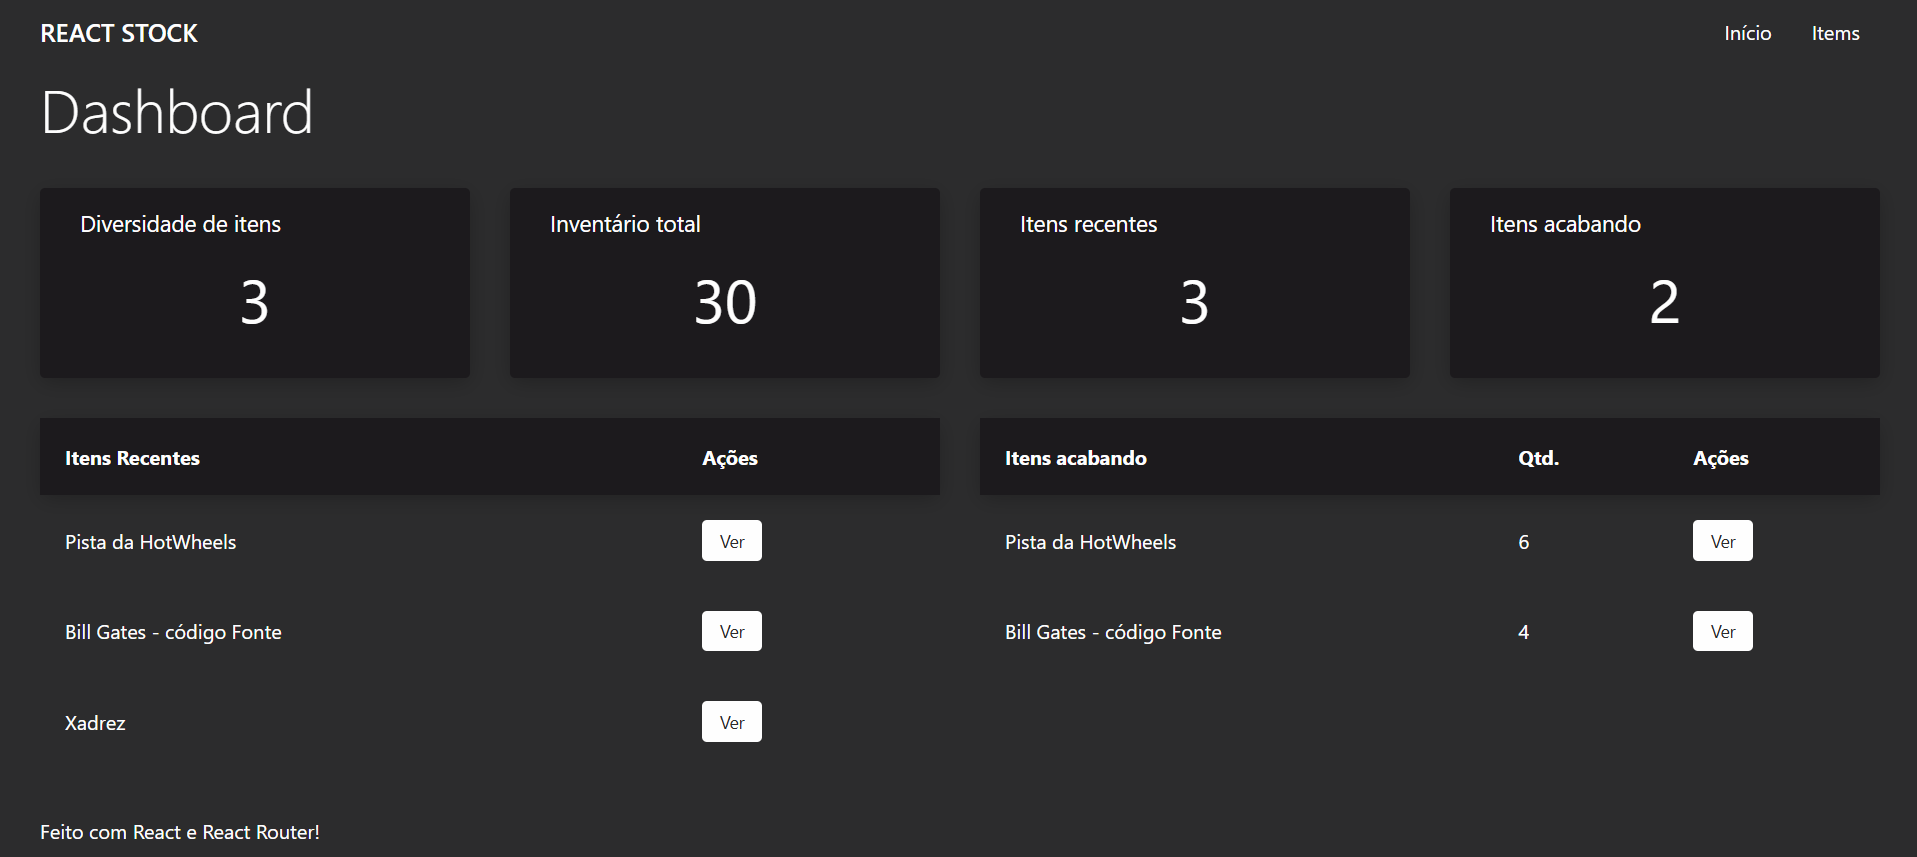 REACT STOCK Início Items
Dashboard
Diversidade de itens Inventário total Itens recentes Itens acabando
3 30 3 2
Itens Recentes Ações Itens acabando Qtd. Ações
Pista da HotWheels Ver Pista da HotWheels 6 Ver
Bill Gates - código Fonte Ver Bill Gates - código Fonte 4 Ver
Xadrez Ver
Feito com React e React Router!